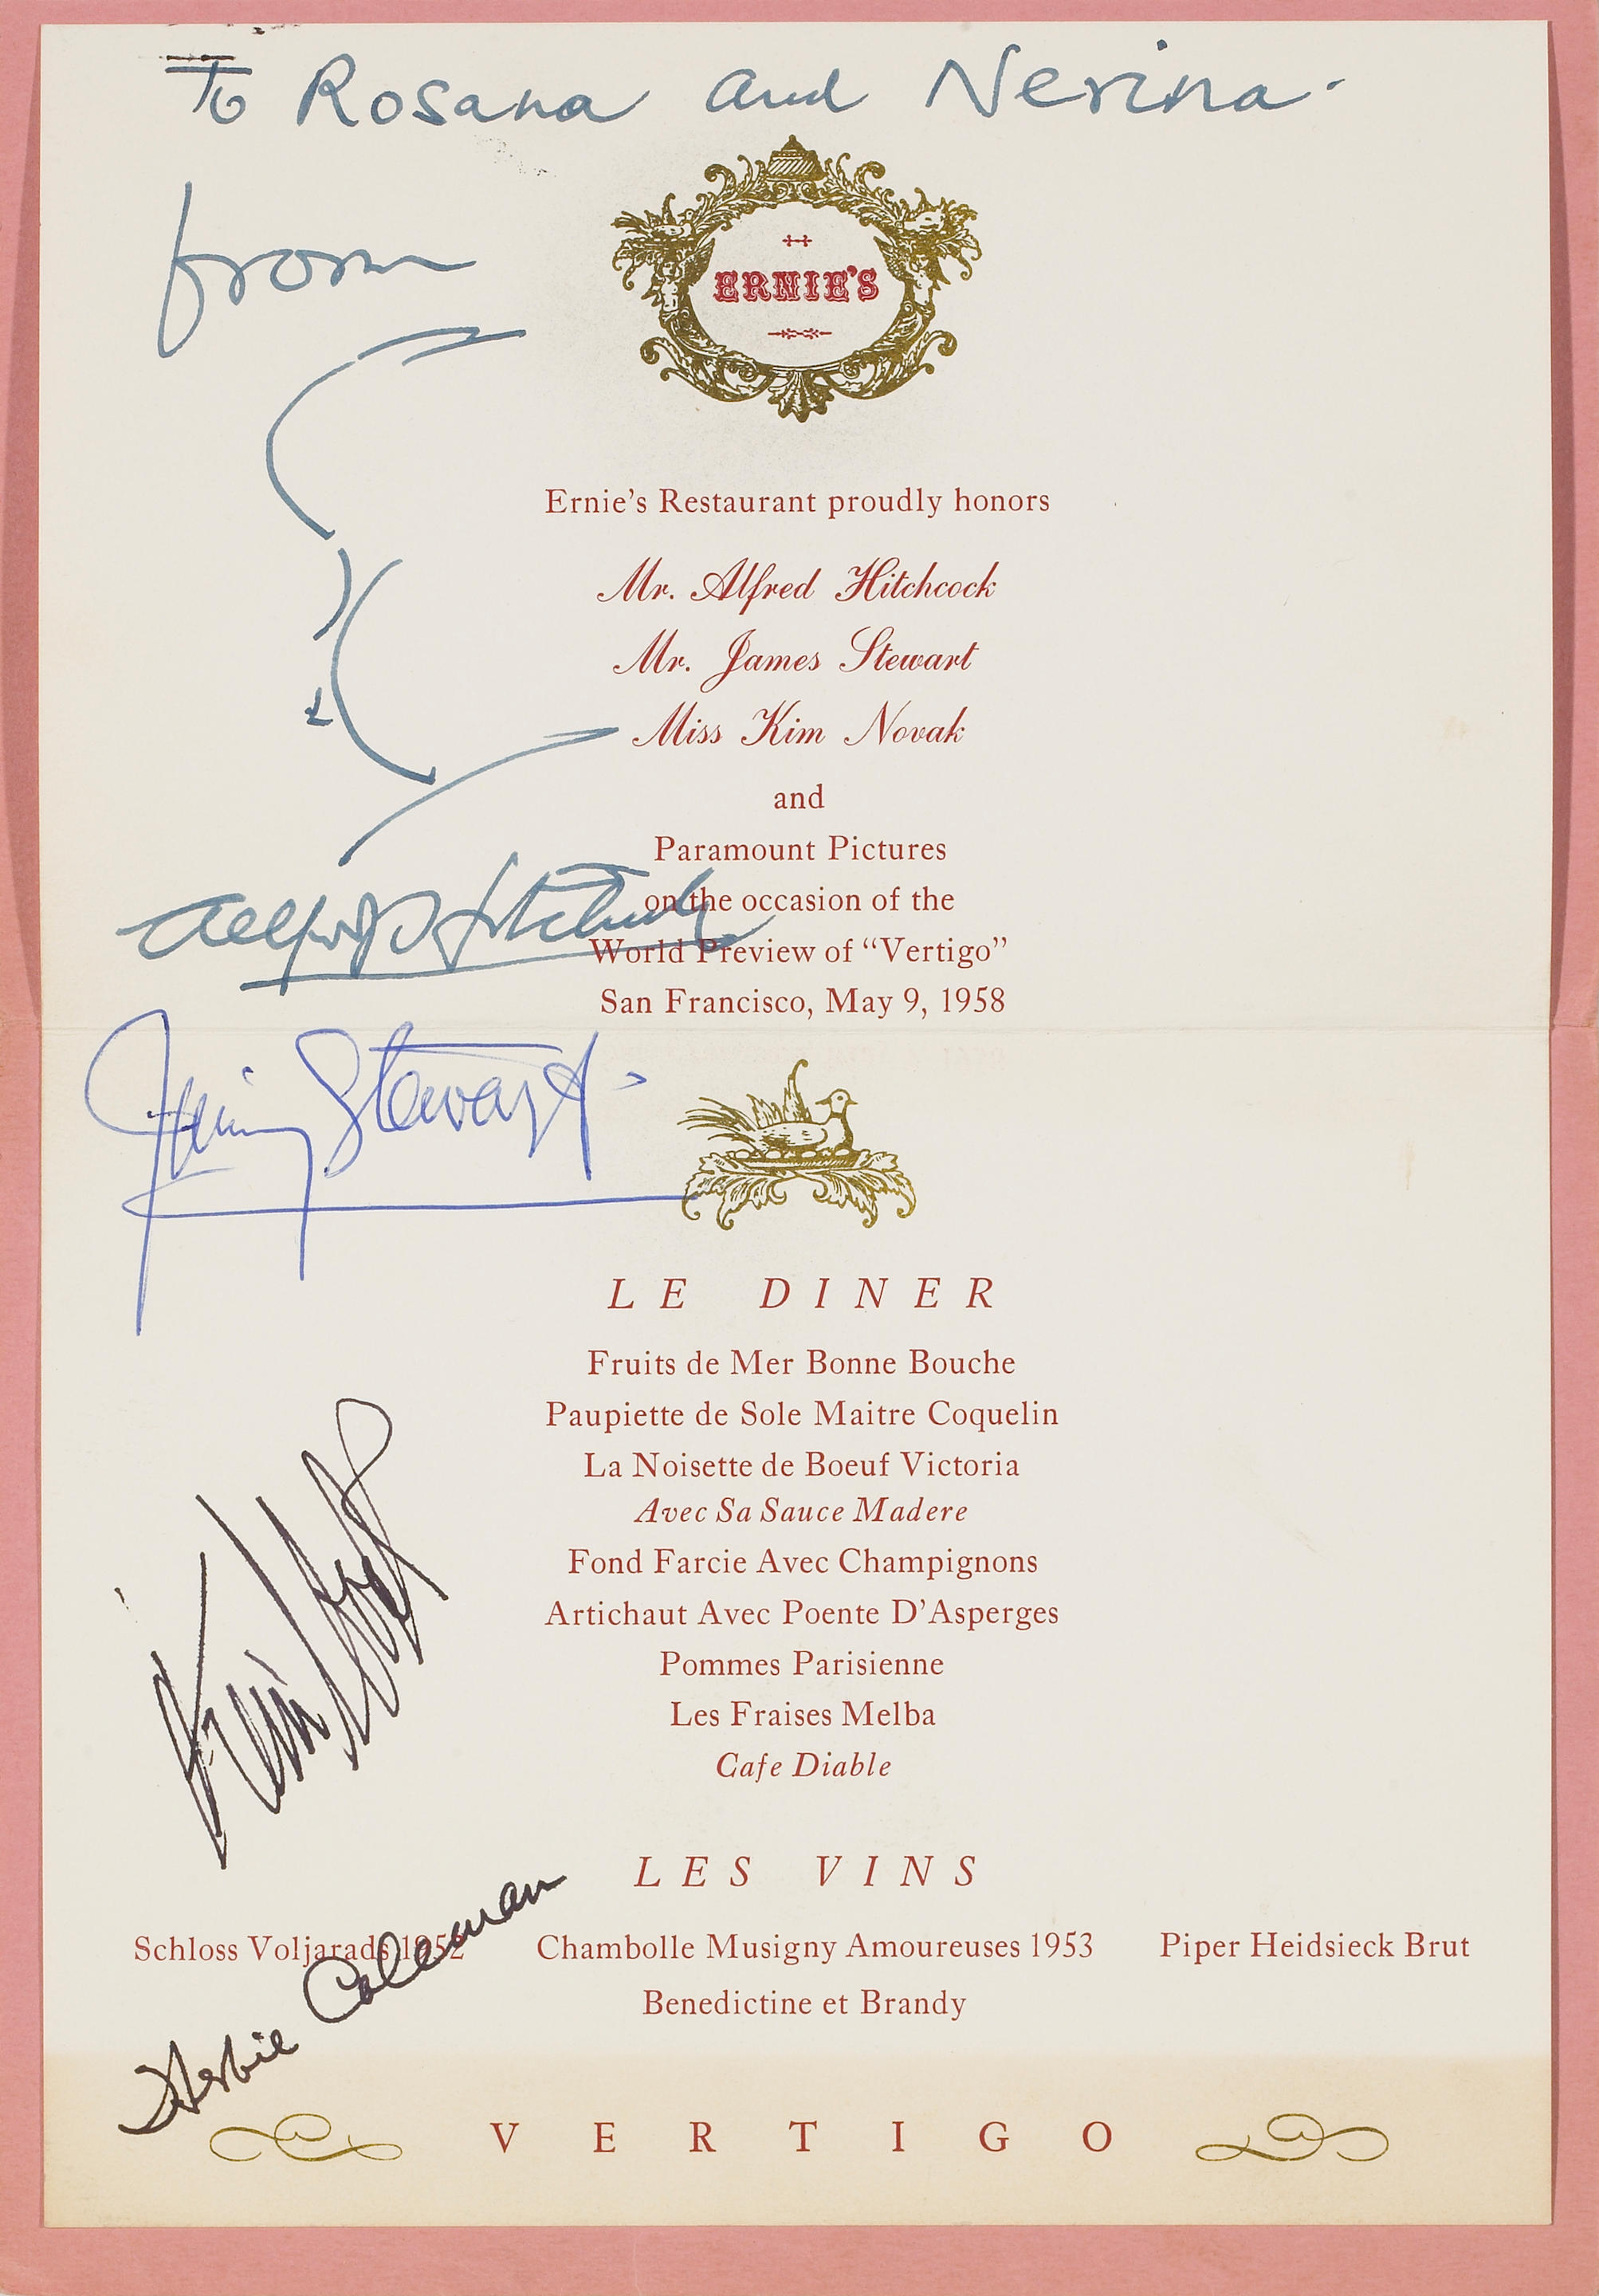 To Rosana and Nerina.
from
ERNIE'S
Ernie's Restaurant proudly honors
Mr. Alfred Hitchcock
Mr. James Stewart
Miss Kim Novak
and
Paramount Pictures
on the occasion of the
World Preview of “Vertigo”
San Francisco, May 9, 1958
Alfred Hitchcock
Jimmy Stewart
LE DINER
Fruits de Mer Bonne Bouche
Paupiette de Sole Maitre Coquelin
La Noisette de Boeuf Victoria
Avec Sa Sauce Madere
Fond Farcie Avec Champignons
Artichaut Avec Poente D'Asperges
Pommes Parisienne
Les Fraises Melba
Cafe Diable
Kim Novak
LES VINS
Schloss Voljarads 1952 Chambolle Musigny Amoureuses 1953 Piper Heidsieck Brut
Benedictine et Brandy
Herbie Coleman
VERTIGO